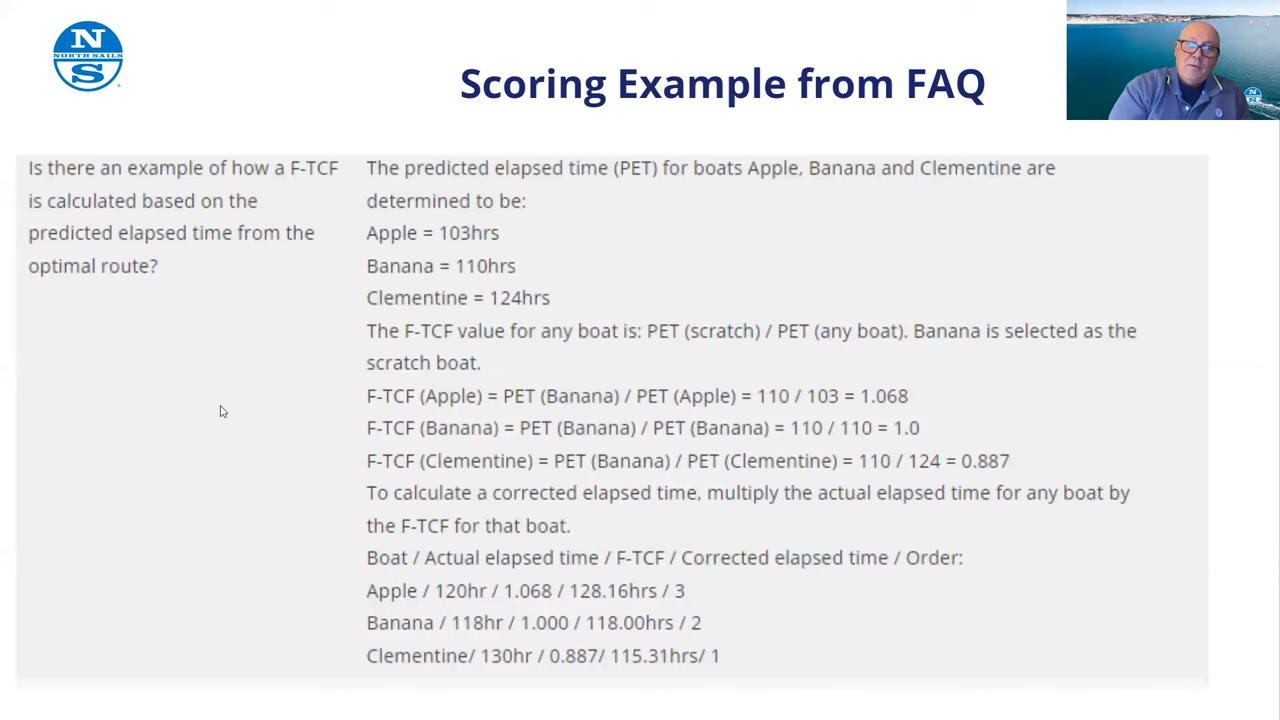 N
NORTH SAILS
S
Scoring Example from FAQ
Is there an example of how a F-TCF
is calculated based on the
predicted elapsed time from the
optimal route?
The predicted elapsed time (PET) for boats Apple, Banana and Clementine are
determined to be:
Apple = 103hrs
Banana = 110hrs
Clementine = 124hrs
The F-TCF value for any boat is: PET (scratch) / PET (any boat). Banana is selected as the
scratch boat.
F-TCF (Apple) = PET (Banana) / PET (Apple) = 110 / 103 = 1.068
F-TCF (Banana) = PET (Banana) / PET (Banana) = 110 / 110 = 1.0
F-TCF (Clementine) = PET (Banana) / PET (Clementine) = 110 / 124 = 0.887
To calculate a corrected elapsed time, multiply the actual elapsed time for any boat by
the F-TCF for that boat.
Boat / Actual elapsed time / F-TCF / Corrected elapsed time / Order:
Apple / 120hr / 1.068 / 128.16hrs / 3
Banana / 118hr / 1.000 / 118.00hrs / 2
Clementine/ 130hr / 0.887/ 115.31hrs/ 1